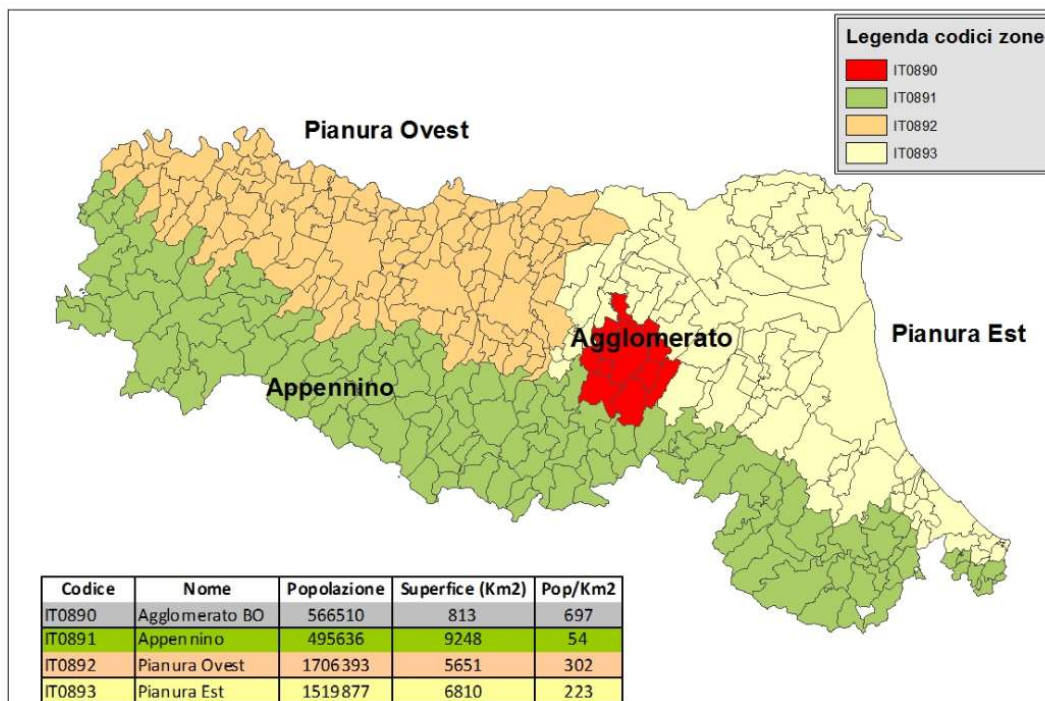 Legenda codici zone
IT0890
IT0891
IT0892
IT0893
Pianura Ovest
Agglomerato
Pianura Est
Appennino
Codice Nome Popolazione Superfice (Km2) Pop/Km2
IT0890 Agglomerato BO 566510 813 697
IT0891 Appennino 495636 9248 54
IT0892 Pianura Ovest 1706393 5651 302
IT0893 Pianura Est 1519877 6810 223